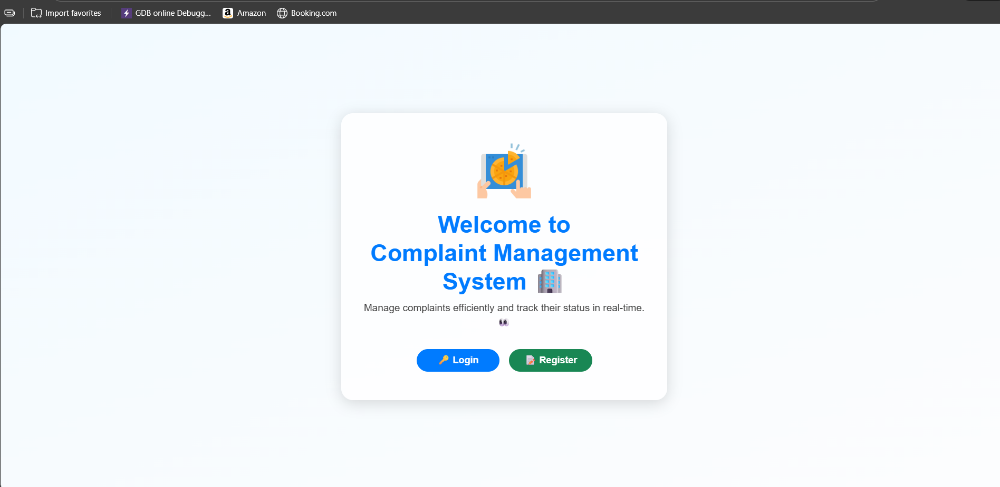 Import favorites
GDB online Debugg...
Amazon
Booking.com
Welcome to
Complaint Management
System 🏢
Manage complaints efficiently and track their status in real-time.
👀
🔑 Login
📝 Register